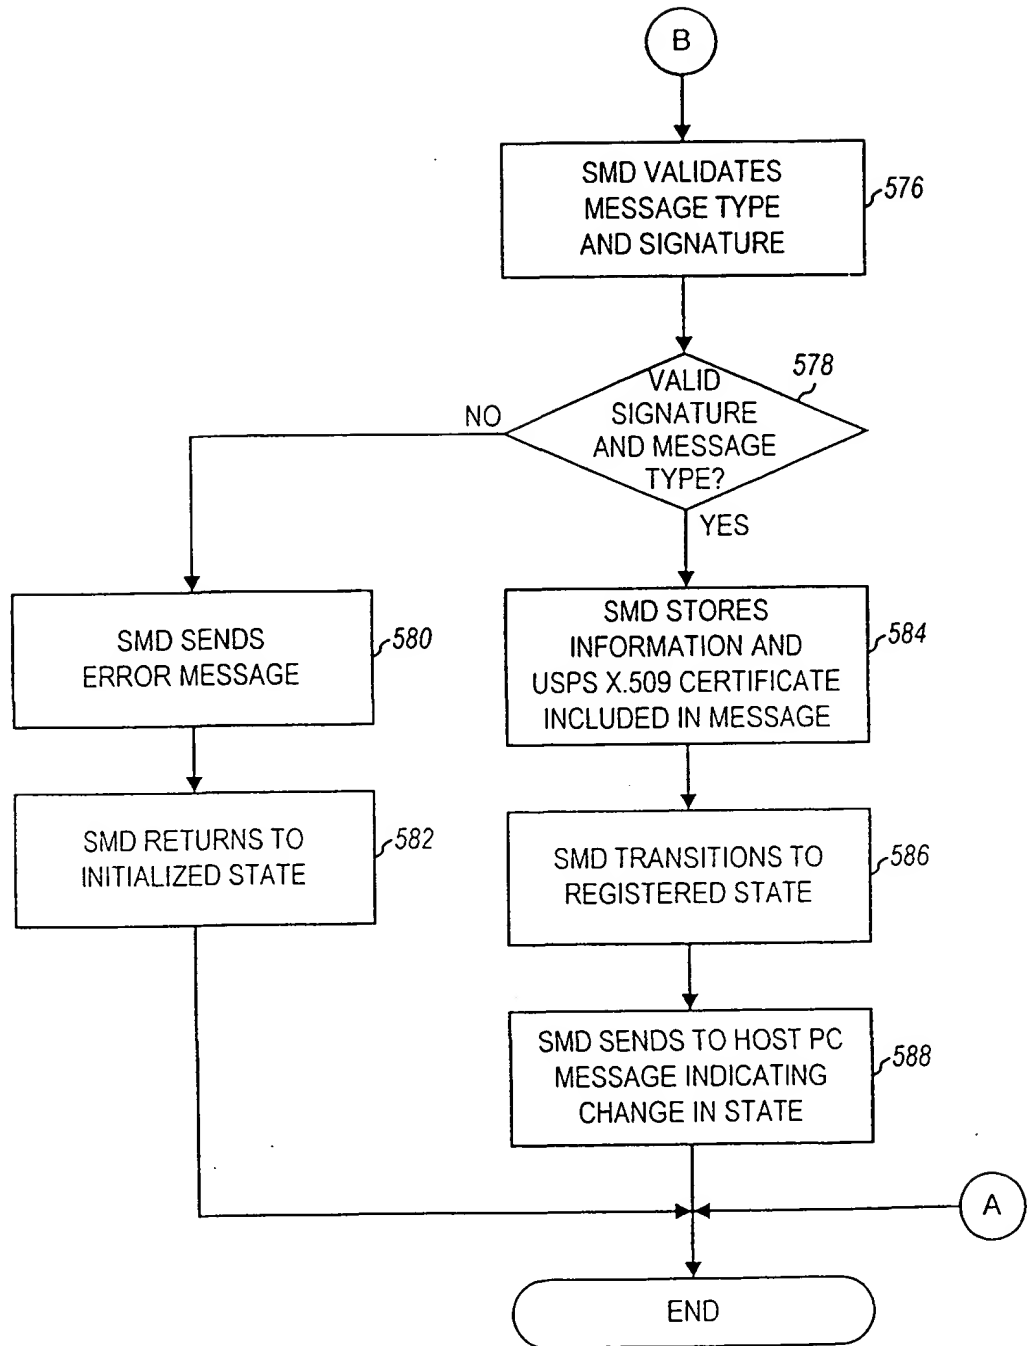 B
SMD VALIDATES
MESSAGE TYPE
AND SIGNATURE
576
578
VALID
SIGNATURE
AND MESSAGE
TYPE?
NO
YES
SMD SENDS
ERROR MESSAGE
580
SMD STORES
INFORMATION AND
USPS X.509 CERTIFICATE
INCLUDED IN MESSAGE
584
SMD RETURNS TO
INITIALIZED STATE
582
SMD TRANSITIONS TO
REGISTERED STATE
586
SMD SENDS TO HOST PC
MESSAGE INDICATING
CHANGE IN STATE
588
A
END